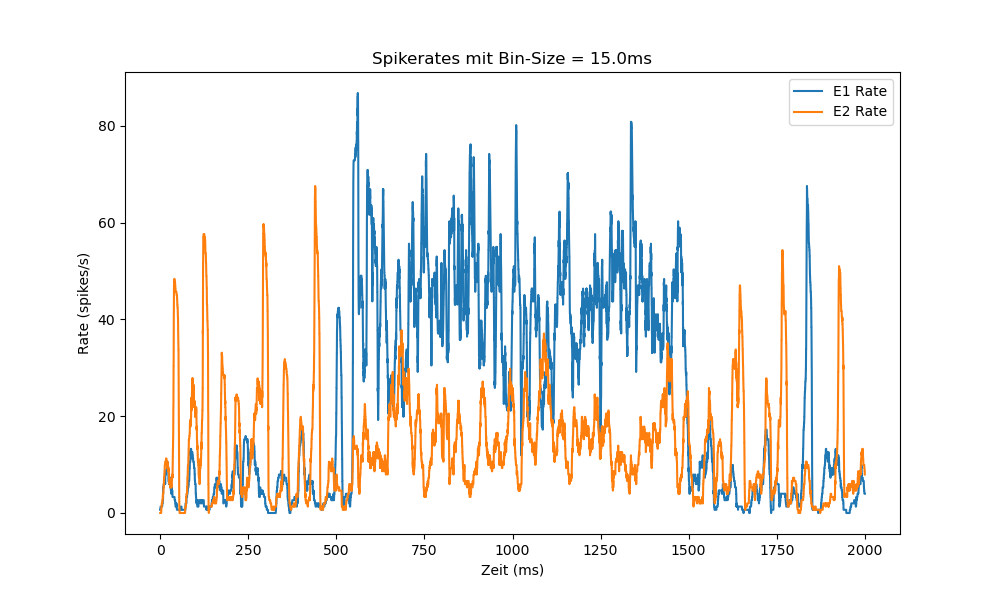 Spikerates mit Bin-Size = 15.0ms
E1 Rate
E2 Rate
Rate (spikes/s)
80
60
40
20
0
0 250 500 750 1000 1250 1500 1750 2000
Zeit (ms)